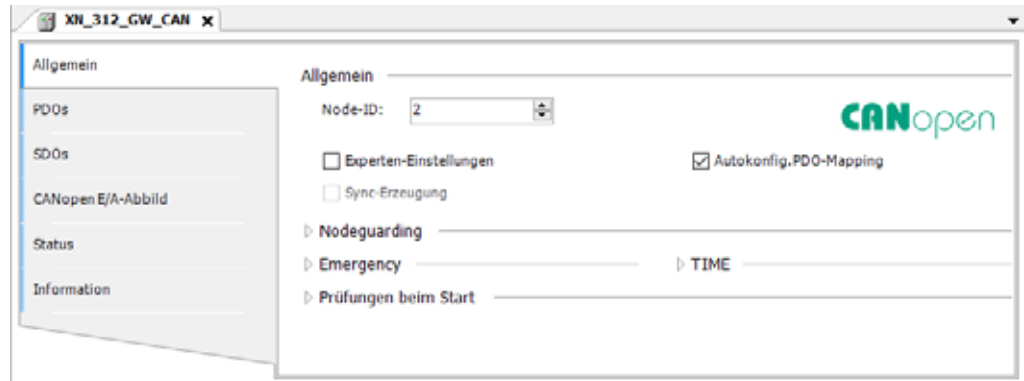 XN_312_GW_CAN x
Allgemein
PDOs
SDOs
CANopen E/A-Abbild
Status
Information
Allgemein
Node-ID: 2
CANopen
Experten-Einstellungen
Autokonfig.PDO-Mapping
Sync-Erzeugung
Nodeguarding
Emergency
TIME
Prüfungen beim Start